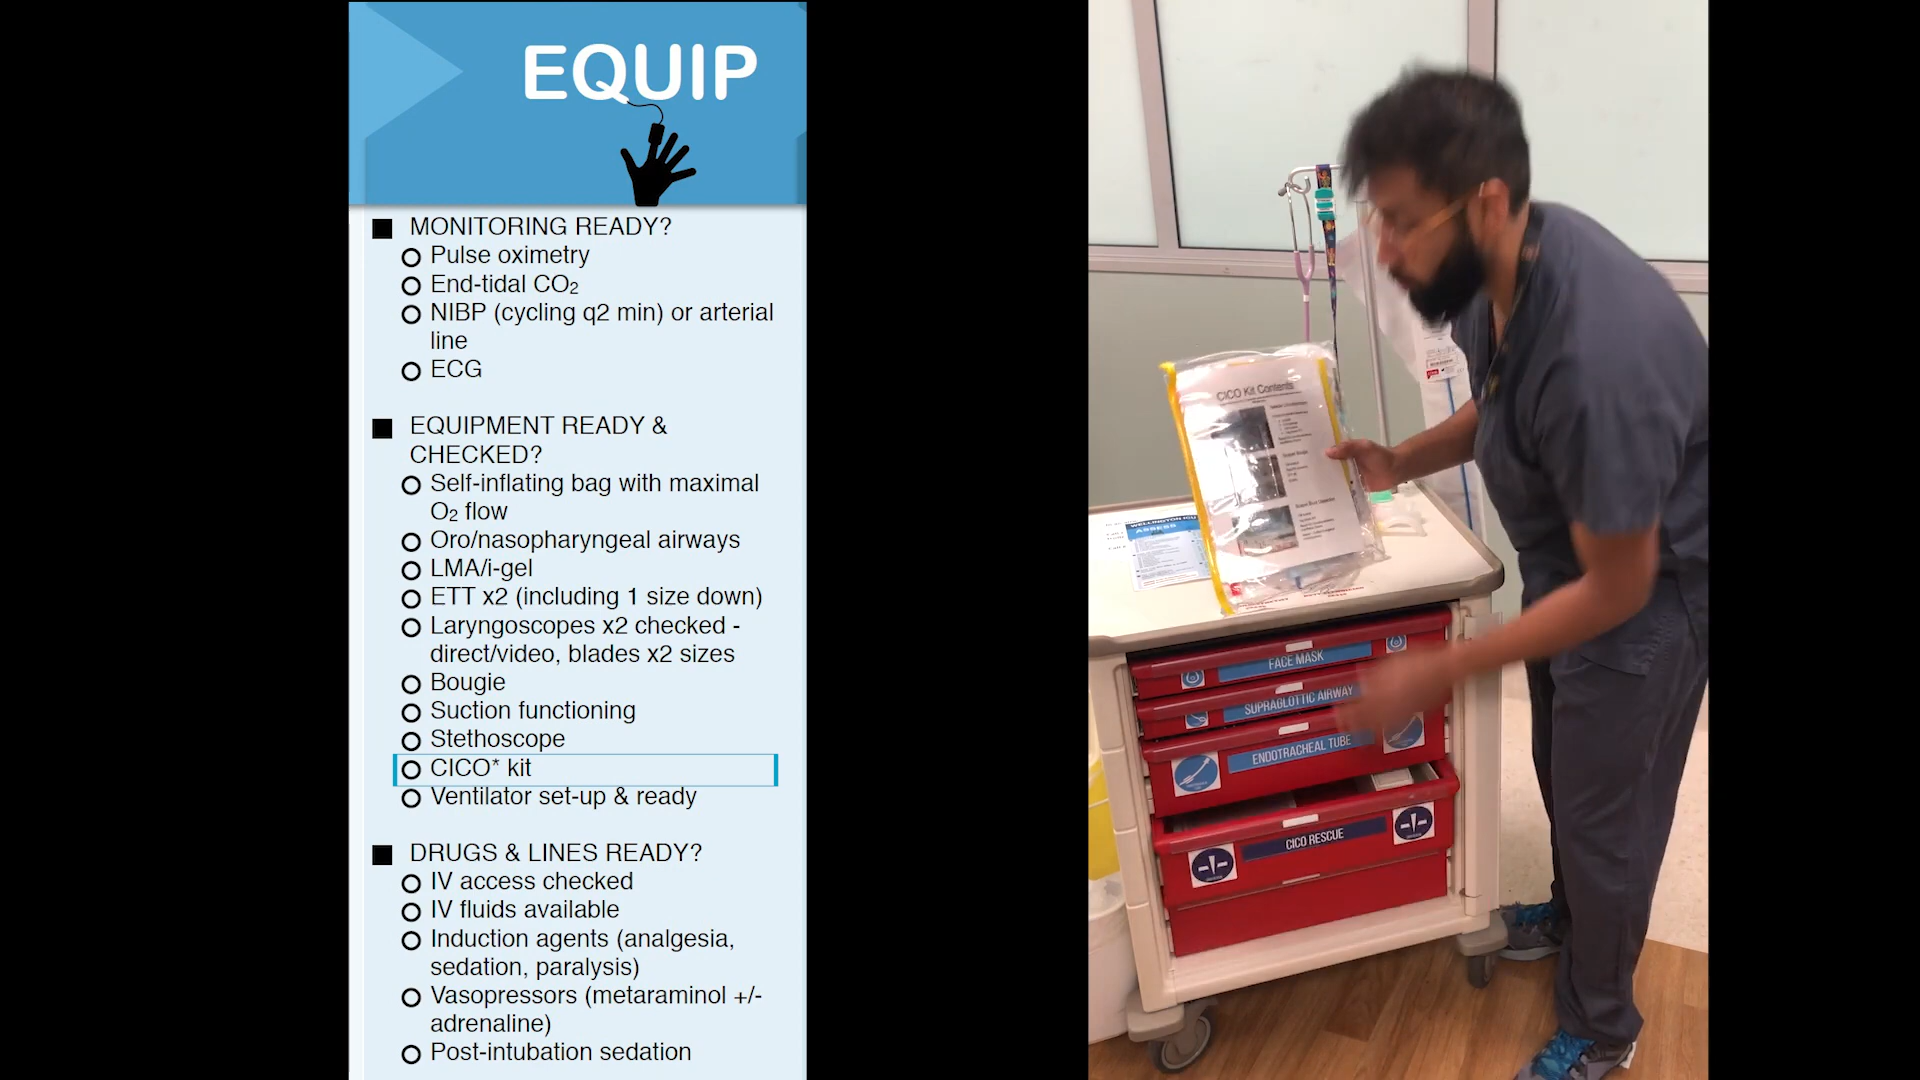 EQUIP
MONITORING READY?
Pulse oximetry
End-tidal CO₂
NIBP (cycling q2 min) or arterial
line
ECG
EQUIPMENT READY &
CHECKED?
Self-inflating bag with maximal
O₂ flow
Oro/nasopharyngeal airways
LMA/i-gel
ETT x2 (including 1 size down)
Laryngoscopes x2 checked -
direct/video, blades x2 sizes
Bougie
Suction functioning
Stethoscope
CICO* kit
Ventilator set-up & ready
DRUGS & LINES READY?
IV access checked
IV fluids available
Induction agents (analgesia,
sedation, paralysis)
Vasopressors (metaraminol +/-
adrenaline)
Post-intubation sedation
CICO Kit Contents
WELLINGTON ICU
ASSESS
FACE MASK
SUPRAGLOTTIC AIRWAY
ENDOTRACHEAL TUBE
CICO RESCUE